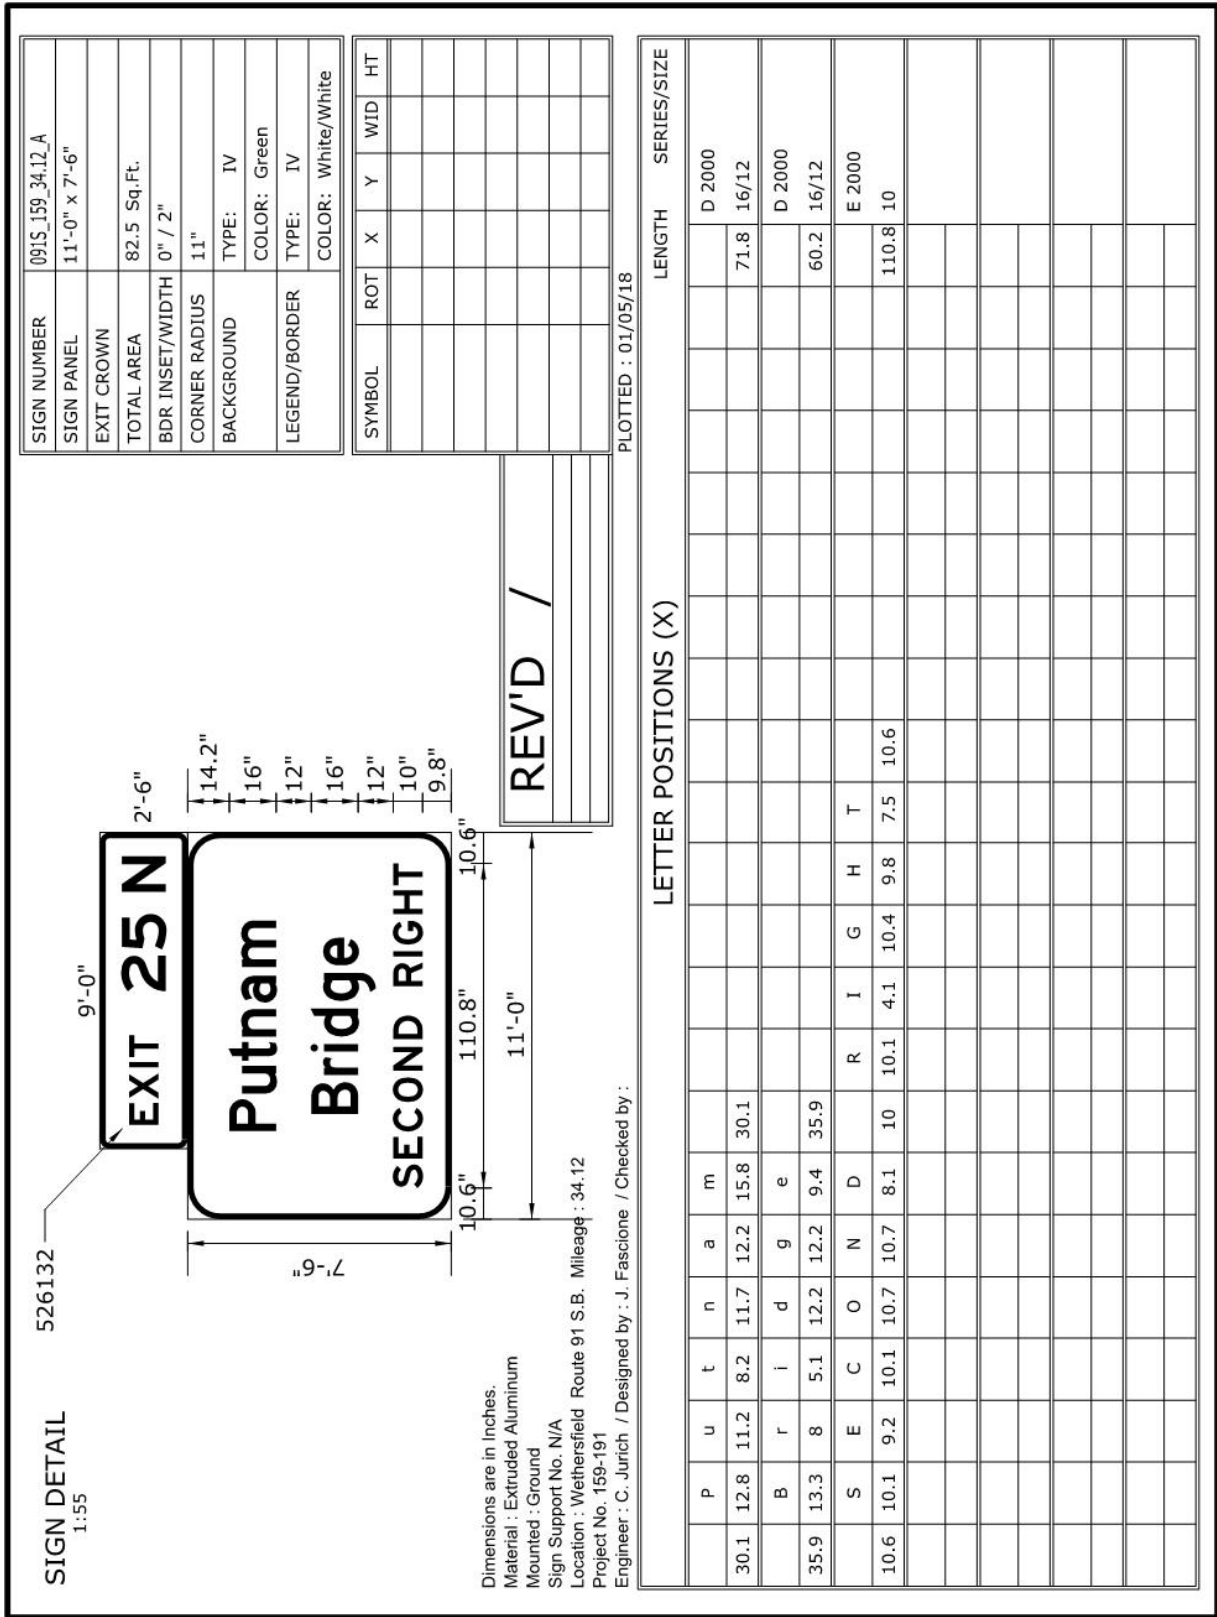 SIGN DETAIL
1:55
526132
9'-0"
2'-6"
EXIT 25 N
Putnam
Bridge
SECOND RIGHT
7'-6"
14.2"
16"
12"
16"
12"
10"
9.8"
10.6" 110.8" 10.6"
11'-0"
SIGN NUMBER 091S_159_34.12_A
SIGN PANEL 11'-0" x 7'-6"
EXIT CROWN
TOTAL AREA 82.5 Sq.Ft.
BDR INSET/WIDTH 0" / 2"
CORNER RADIUS 11"
BACKGROUND TYPE: IV
COLOR: Green
LEGEND/BORDER TYPE: IV
COLOR: White/White
SYMBOL ROT X Y WID HT
REV'D /
Dimensions are in Inches.
Material : Extruded Aluminum
Mounted : Ground
Sign Support No. N/A
Location : Wethersfield Route 91 S.B. Mileage : 34.12
Project No. 159-191
Engineer : C. Jurich / Designed by : J. Fascione / Checked by :
PLOTTED : 01/05/18
LETTER POSITIONS (X) LENGTH SERIES/SIZE
P u t n a m D 2000
30.1 12.8 11.2 8.2 11.7 12.2 15.8 30.1 71.8 16/12
B r i d g e D 2000
35.9 13.3 8 5.1 12.2 12.2 9.4 35.9 60.2 16/12
S E C O N D R I G H T E 2000
10.6 10.1 9.2 10.1 10.7 10.7 8.1 10 10.1 4.1 10.4 9.8 7.5 10.6 110.8 10